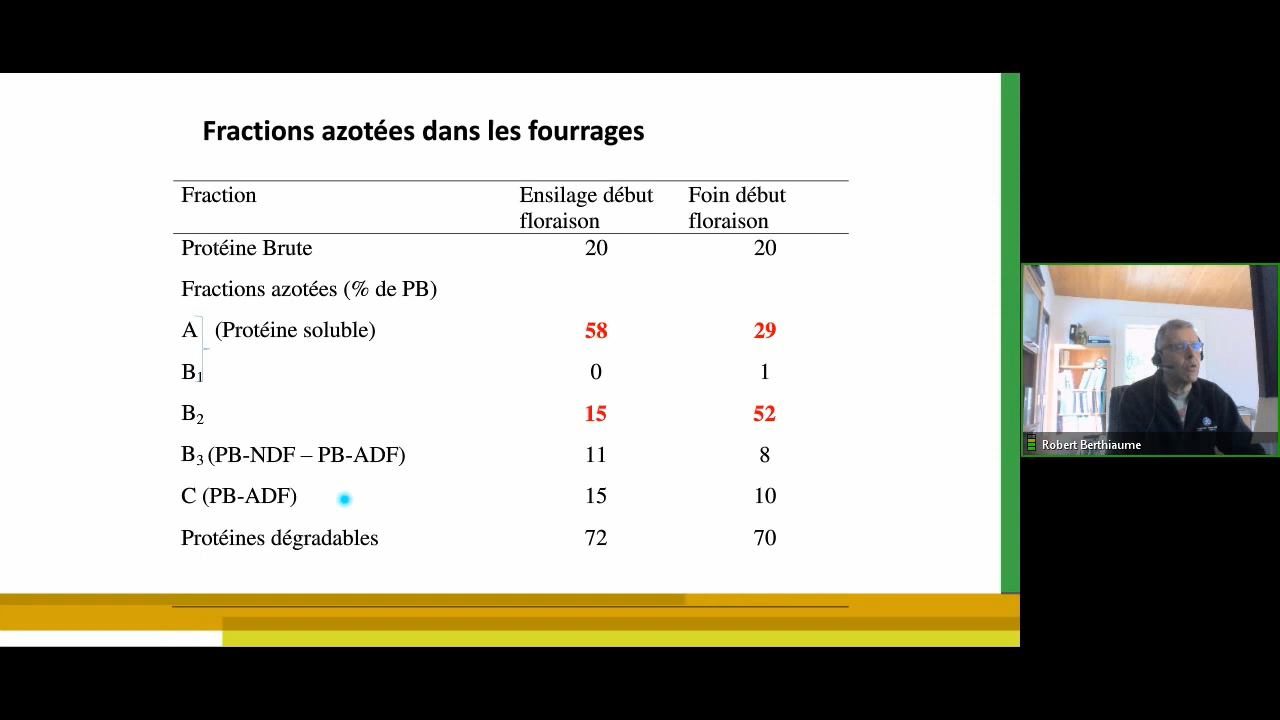 Fractions azotées dans les fourrages
Fraction Ensilage début floraison Foin début floraison
Protéine Brute 20 20
Fractions azotées (% de PB)
A (Protéine soluble) 58 29
B1 0 1
B2 15 52
B3 (PB-NDF – PB-ADF) 11 8
C (PB-ADF) 15 10
Protéines dégradables 72 70
Robert Berthiaume